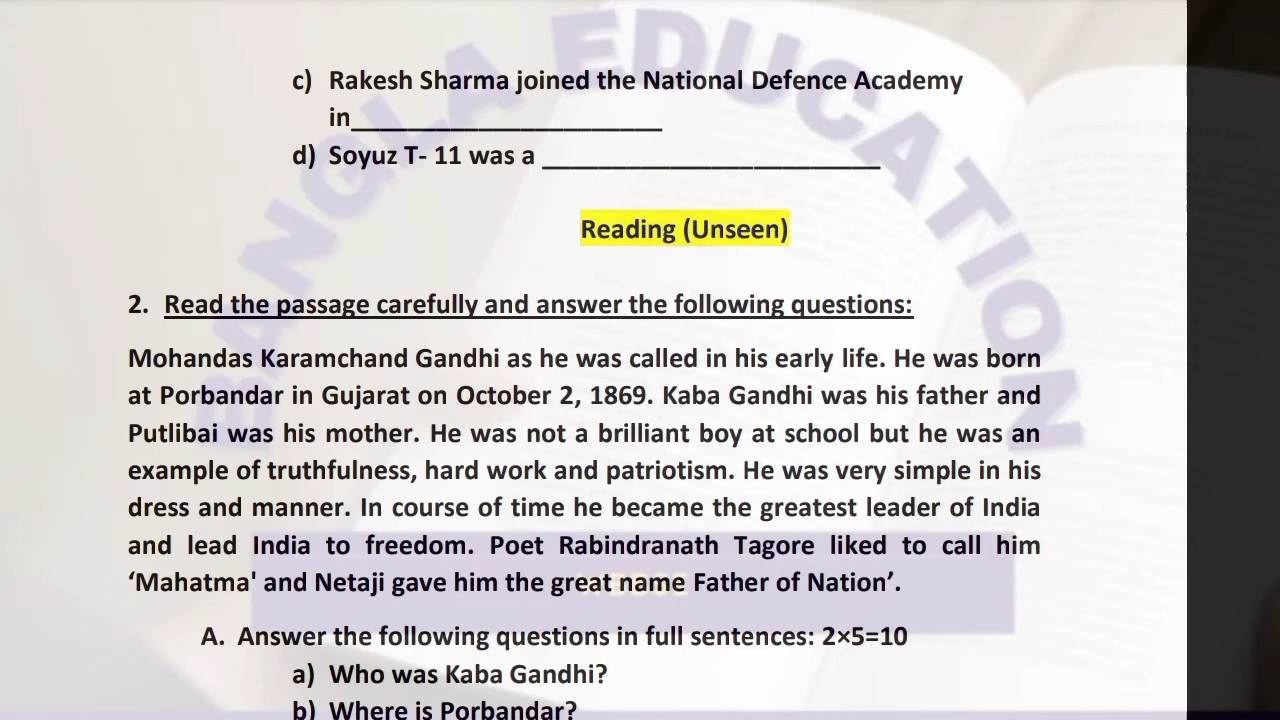 BANGLA EDUCATION
c) Rakesh Sharma joined the National Defence Academy
in______________________
d) Soyuz T- 11 was a ________________________
Reading (Unseen)
2. Read the passage carefully and answer the following questions:
Mohandas Karamchand Gandhi as he was called in his early life. He was born
at Porbandar in Gujarat on October 2, 1869. Kaba Gandhi was his father and
Putlibai was his mother. He was not a brilliant boy at school but he was an
example of truthfulness, hard work and patriotism. He was very simple in his
dress and manner. In course of time he became the greatest leader of India
and lead India to freedom. Poet Rabindranath Tagore liked to call him
‘Mahatma' and Netaji gave him the great name Father of Nation’.
A. Answer the following questions in full sentences: 2×5=10
a) Who was Kaba Gandhi?
b) Where is Porbandar?